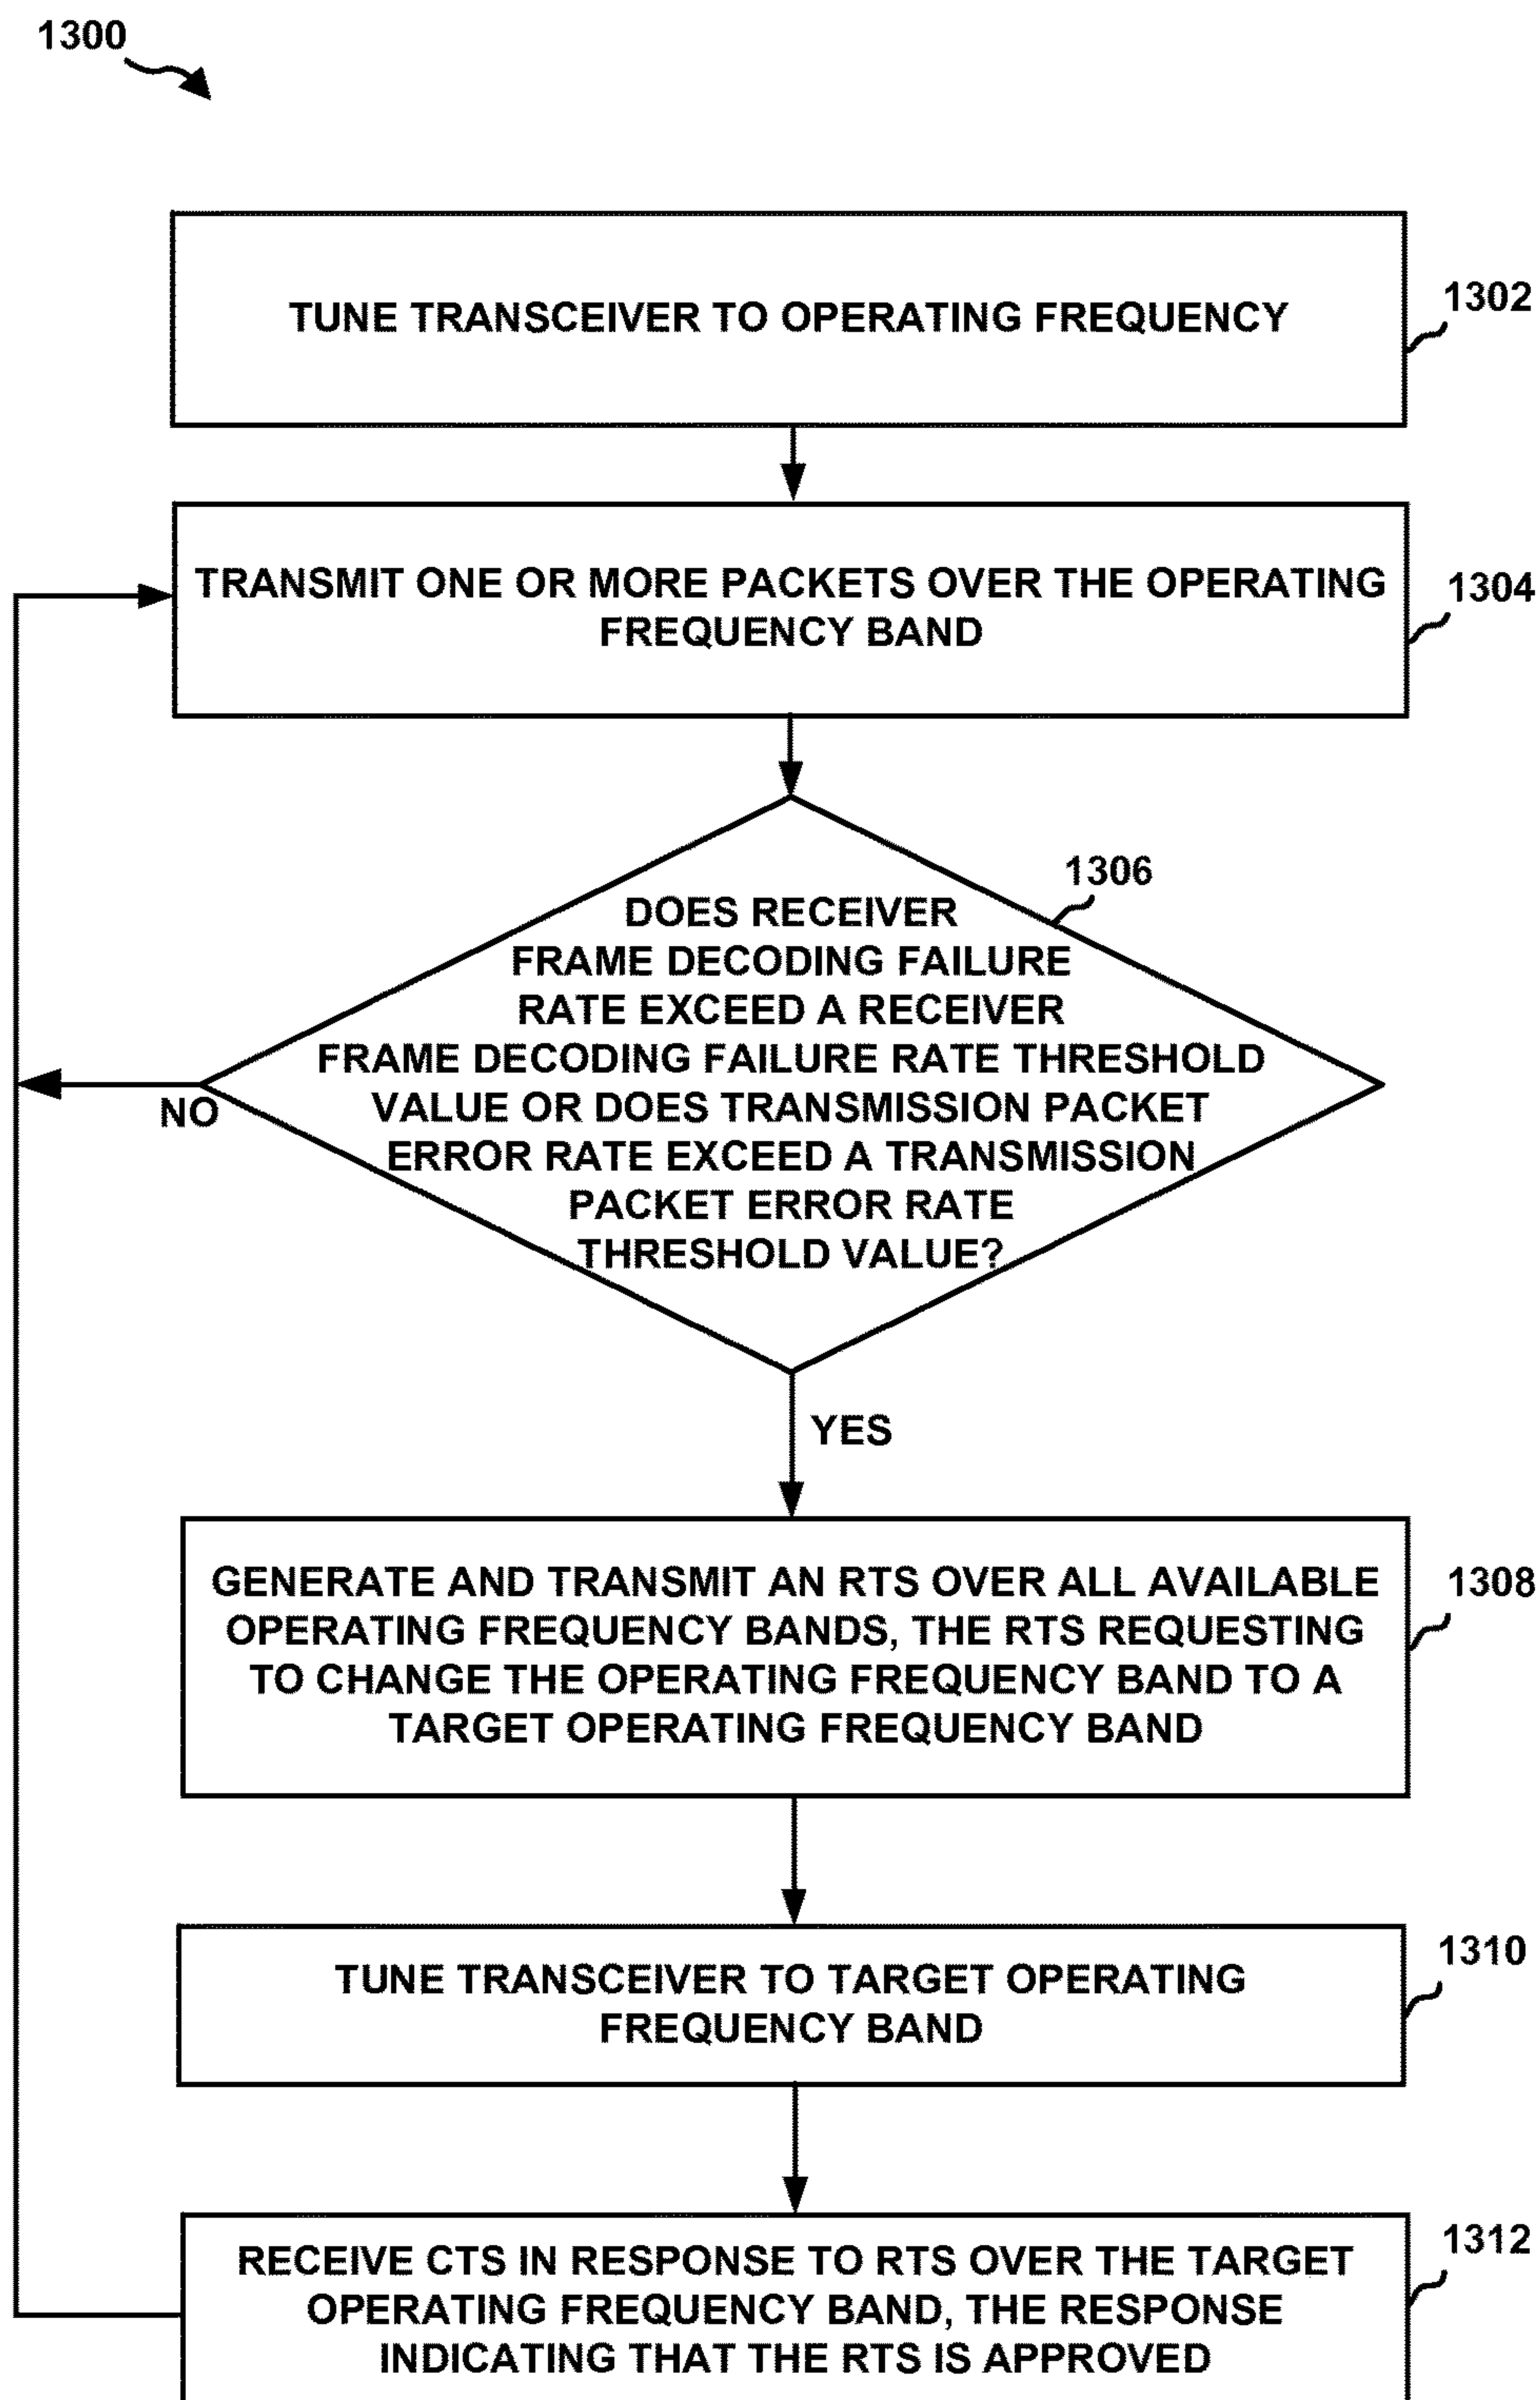 1300
TUNE TRANSCEIVER TO OPERATING FREQUENCY
1302
TRANSMIT ONE OR MORE PACKETS OVER THE OPERATING
FREQUENCY BAND
1304
1306
DOES RECEIVER
FRAME DECODING FAILURE
RATE EXCEED A RECEIVER
FRAME DECODING FAILURE RATE THRESHOLD
VALUE OR DOES TRANSMISSION PACKET
ERROR RATE EXCEED A TRANSMISSION
PACKET ERROR RATE
THRESHOLD VALUE?
NO
YES
GENERATE AND TRANSMIT AN RTS OVER ALL AVAILABLE
OPERATING FREQUENCY BANDS, THE RTS REQUESTING
TO CHANGE THE OPERATING FREQUENCY BAND TO A
TARGET OPERATING FREQUENCY BAND
1308
TUNE TRANSCEIVER TO TARGET OPERATING
FREQUENCY BAND
1310
RECEIVE CTS IN RESPONSE TO RTS OVER THE TARGET
OPERATING FREQUENCY BAND, THE RESPONSE
INDICATING THAT THE RTS IS APPROVED
1312